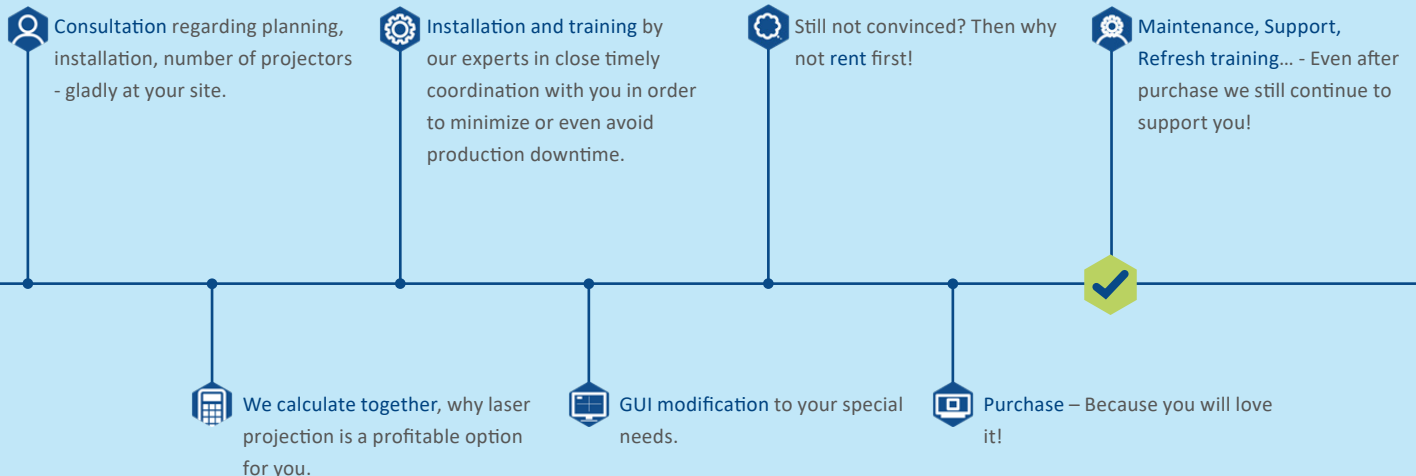 Consultation regarding planning,
installation, number of projectors
- gladly at your site.
Installation and training by
our experts in close timely
coordination with you in order
to minimize or even avoid
production downtime.
Still not convinced? Then why
not rent first!
Maintenance, Support,
Refresh training... - Even after
purchase we still continue to
support you!
We calculate together, why laser
projection is a profitable option
for you.
GUI modification to your special
needs.
Purchase – Because you will love
it!